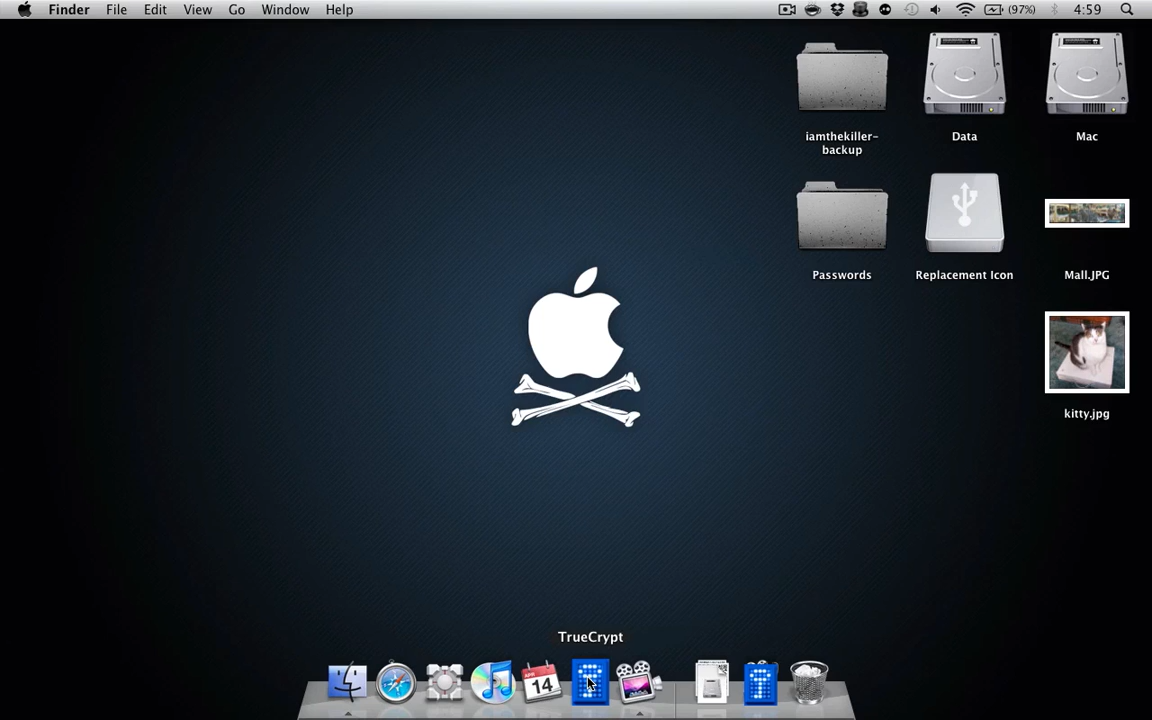 Finder File Edit View Go Window Help (97%) 4:59
iamthekiller-
backup
Data
Mac
Passwords
Replacement Icon
Mall.JPG
kitty.jpg
TrueCrypt
APR
14